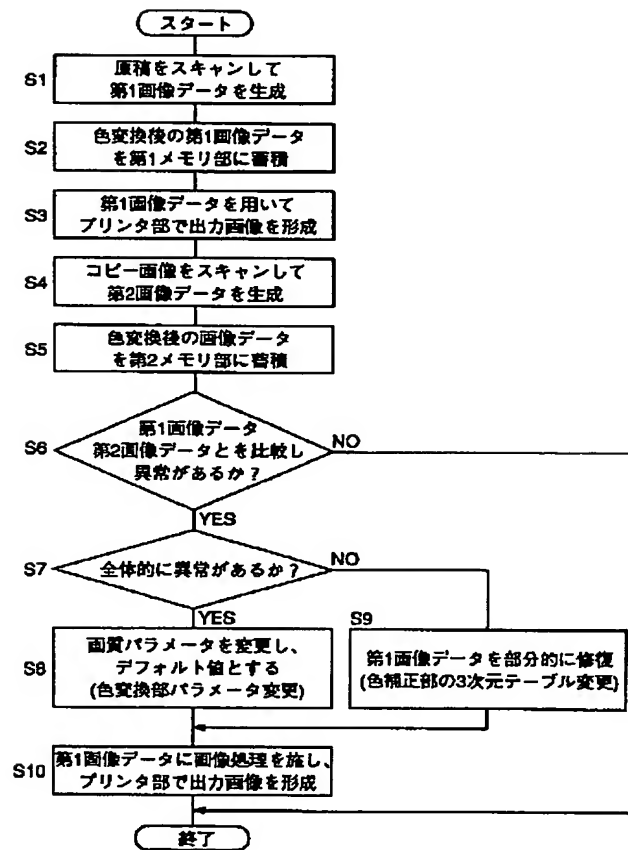 スタート
S1
原稿をスキャンして
第1画像データを生成
S2
色変換後の第1画像データ
を第1メモリ部に蓄積
S3
第1画像データを用いて
プリンタ部で出力画像を形成
S4
コピー画像をスキャンして
第2画像データを生成
S5
色変換後の画像データ
を第2メモリ部に蓄積
S6
第1画像データ
第2画像データとを比較し
異常があるか?
NO
YES
S7
全体的に異常があるか?
NO
YES
S8
画質パラメータを変更し、
デフォルト値とする
(色変換部パラメータ変更)
S9
第1画像データを部分的に修復
(色補正部の3次元テーブル変更)
S10
第1画像データに画像処理を施し、
プリンタ部で出力画像を形成
終了